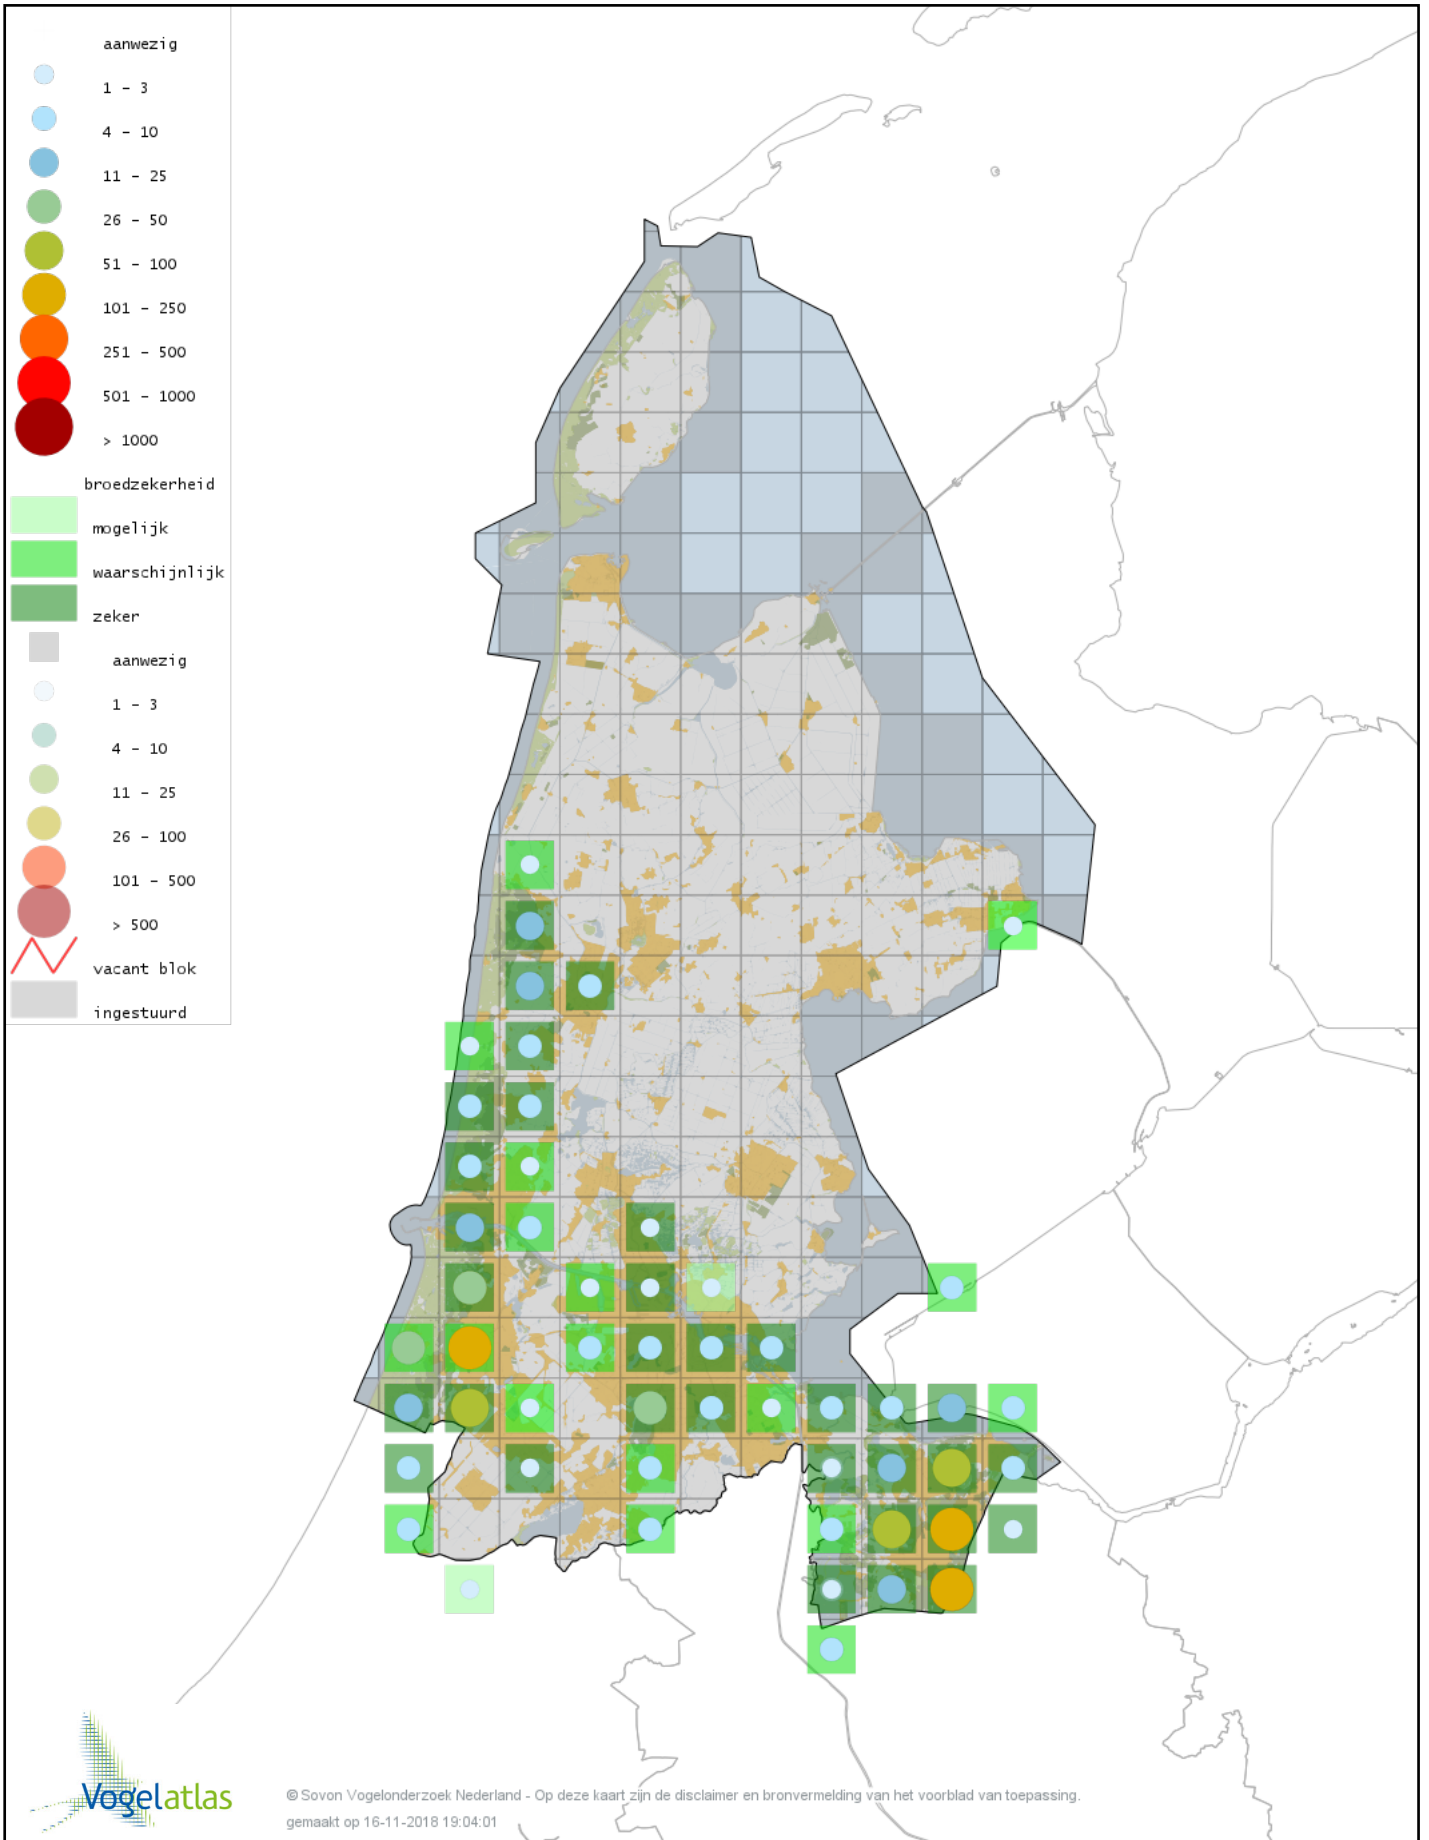 aanwezig
1 - 3
4 - 10
11 - 25
26 - 50
51 - 100
101 - 250
251 - 500
501 - 1000
> 1000
broedzekerheid
mogelijk
waarschijnlijk
zeker
aanwezig
1 - 3
4 - 10
11 - 25
26 - 100
101 - 500
> 500
vacant blok
ingestuurd
Vogelatlas
© Sovon Vogelonderzoek Nederland - Op deze kaart zijn de disclaimer en bronvermelding van het voorblad van toepassing.
gemaakt op 16-11-2018 19:04:01